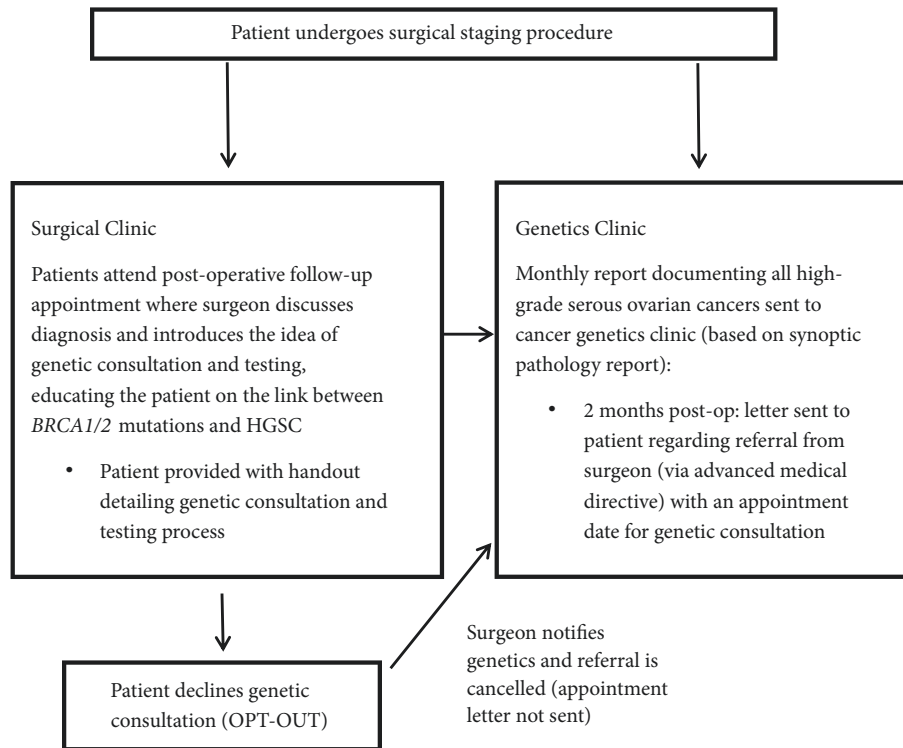 Patient undergoes surgical staging procedure
Surgical Clinic
Patients attend post-operative follow-up
appointment where surgeon discusses
diagnosis and introduces the idea of
genetic consultation and testing,
educating the patient on the link between
BRCA1/2 mutations and HGSC
• Patient provided with handout
detailing genetic consultation and
testing process
Genetics Clinic
Monthly report documenting all high-
grade serous ovarian cancers sent to
cancer genetics clinic (based on synoptic
pathology report):
• 2 months post-op: letter sent to
patient regarding referral from
surgeon (via advanced medical
directive) with an appointment
date for genetic consultation
Patient declines genetic
consultation (OPT-OUT)
Surgeon notifies
genetics and referral is
cancelled (appointment
letter not sent)